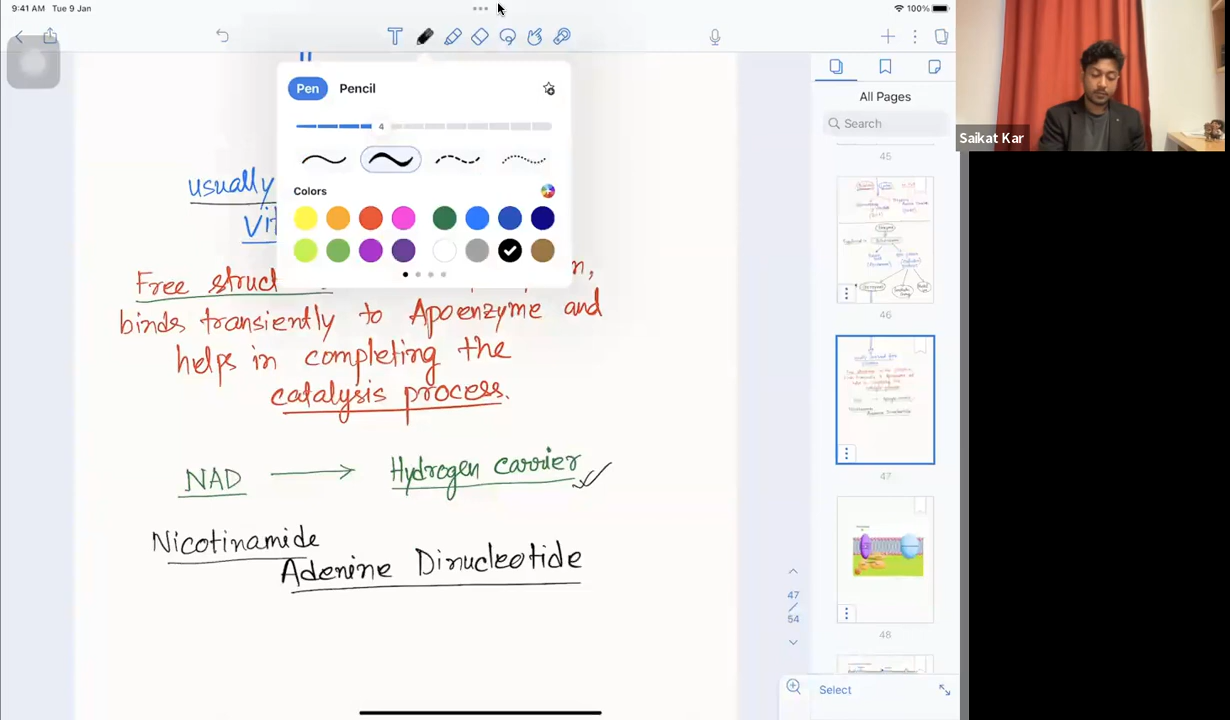 9:41 AM Tue 9 Jan
100%
Pen
Pencil
4
Colors
usually
Free struct
binds transiently to Apoenzyme and
helps in completing the
catalysis process.
NAD → Hydrogen carrier
Nicotinamide
Adenine Dinucleotide
All Pages
Search
45
46
47
48
47
/
54
Select
Saikat Kar